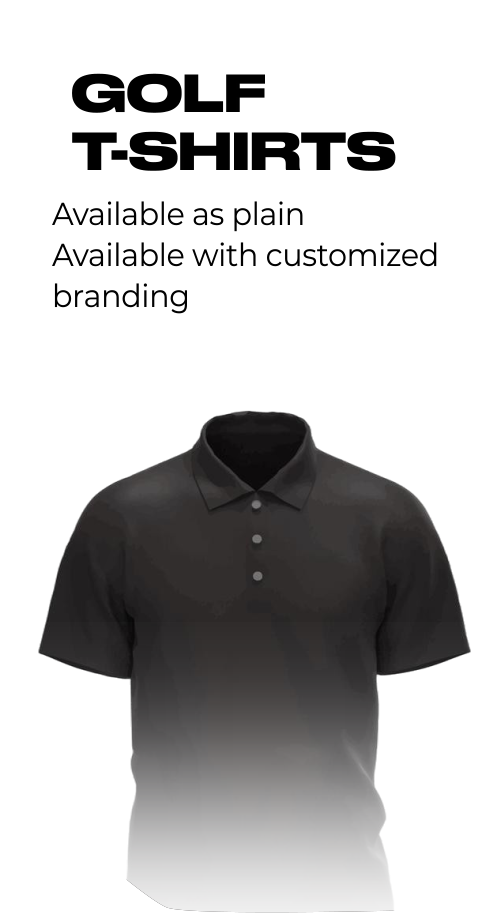 GOLF
T-SHIRTS
Available as plain
Available with customized
branding